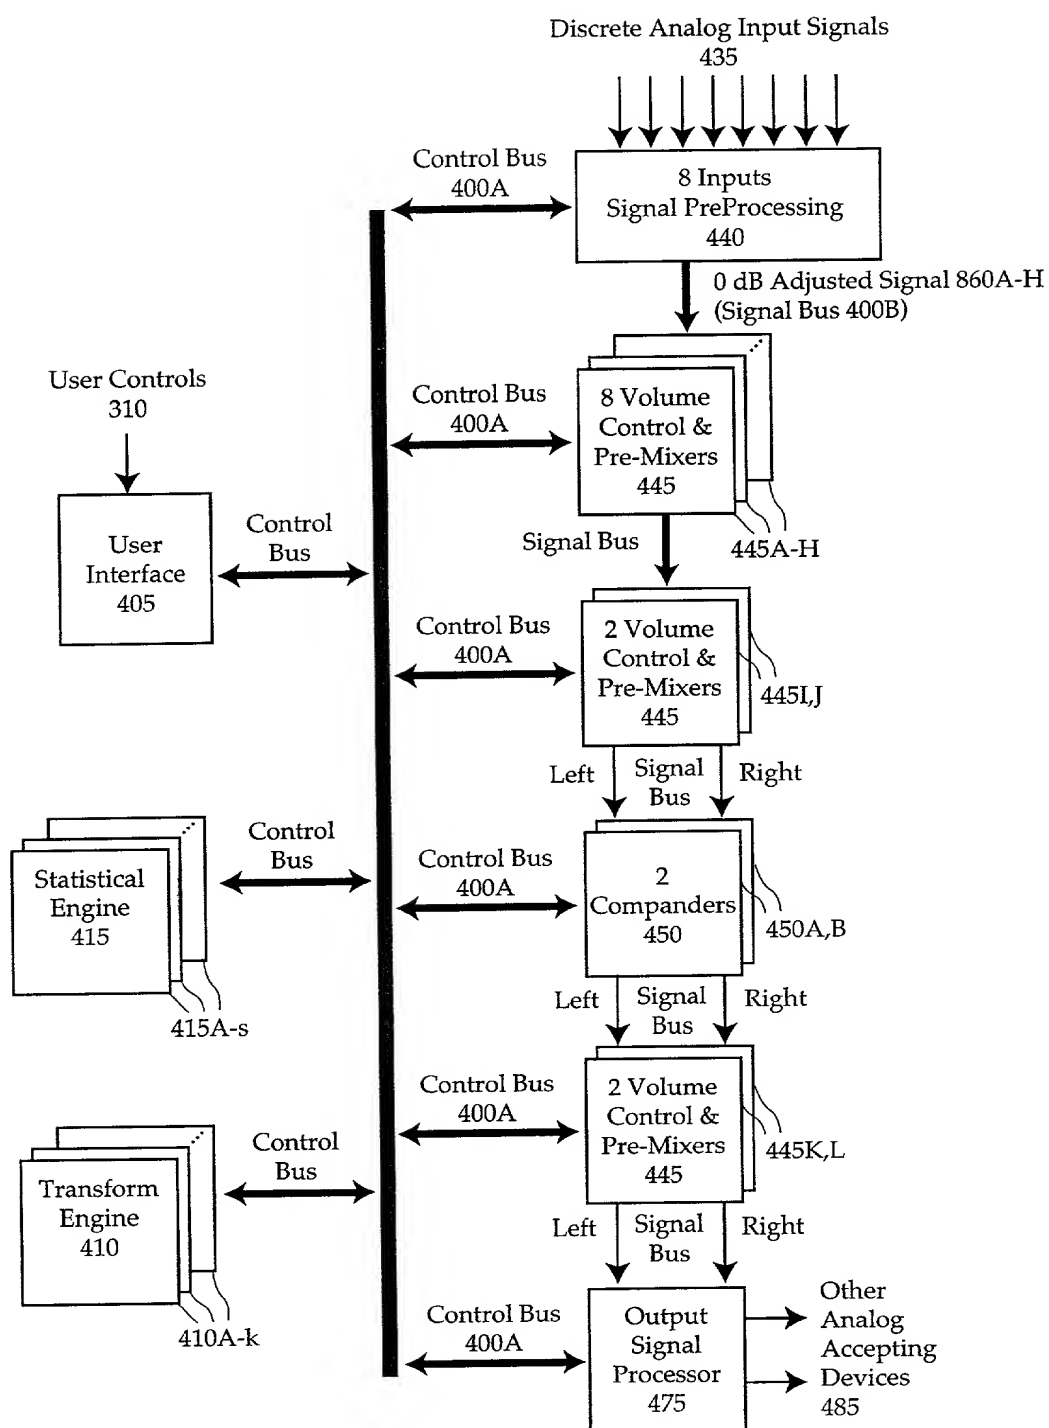 Discrete Analog Input Signals
435
Control Bus
400A
8 Inputs
Signal PreProcessing
440
0 dB Adjusted Signal 860A-H
(Signal Bus 400B)
User Controls
310
Control Bus
400A
8 Volume
Control &
Pre-Mixers
445
445A-H
User
Interface
405
Control
Bus
Signal Bus
Control Bus
400A
2 Volume
Control &
Pre-Mixers
445
445I,J
Left
Signal
Bus
Right
Statistical
Engine
415
415A-s
Control
Bus
Control Bus
400A
2
Companders
450
450A,B
Left
Signal
Bus
Right
Control Bus
400A
2 Volume
Control &
Pre-Mixers
445
445K,L
Transform
Engine
410
410A-k
Control
Bus
Left
Signal
Bus
Right
Control Bus
400A
Output
Signal
Processor
475
Other
Analog
Accepting
Devices
485